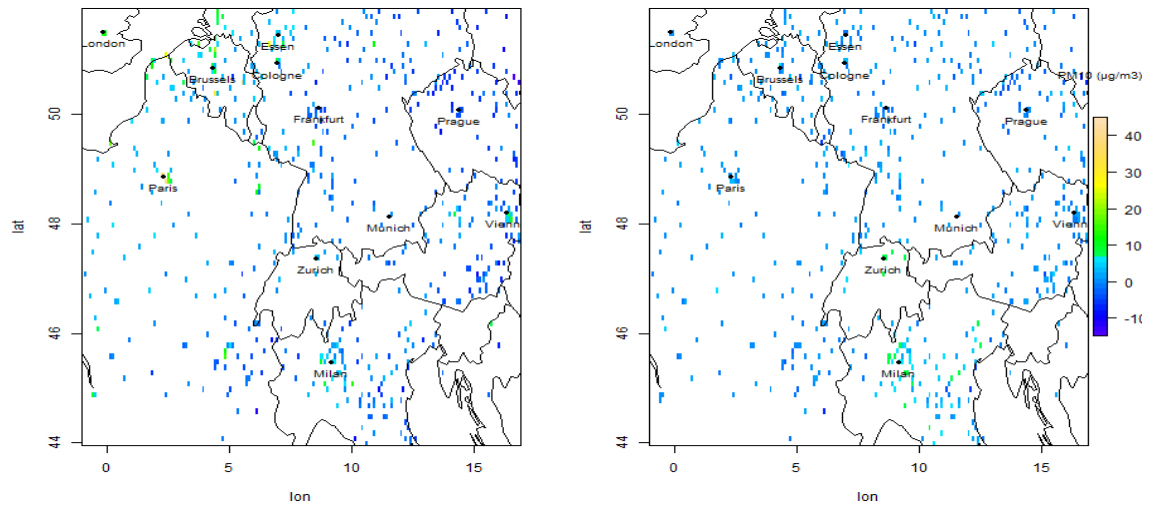 London
Essen
Brussels
Cologne
Frankfurt
Prague
Paris
Munich
Vienn
Zurich
Milan
lat
44
46
48
50
0
5
10
15
lon
London
Essen
Brussels
Cologne
Frankfurt
Prague
Paris
Munich
Vienn
Zurich
Milan
lat
44
46
48
50
0
5
10
15
lon
PM10 (µg/m3)
40
30
20
10
0
-10